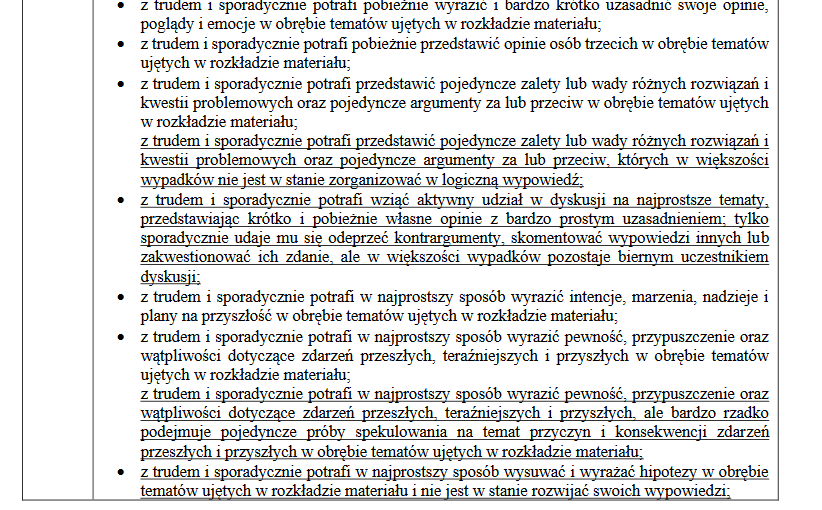 • z trudem i sporadycznie potrafi pobieżnie wyrazić i bardzo krótko uzasadnić swoje opinie,
poglądy i emocje w obrębie tematów ujętych w rozkładzie materiału;
• z trudem i sporadycznie potrafi pobieżnie przedstawić opinie osób trzecich w obrębie tematów
ujętych w rozkładzie materiału;
• z trudem i sporadycznie potrafi przedstawić pojedyncze zalety lub wady różnych rozwiązań i
kwestii problemowych oraz pojedyncze argumenty za lub przeciw w obrębie tematów ujętych
w rozkładzie materiału;
z trudem i sporadycznie potrafi przedstawić pojedyncze zalety lub wady różnych rozwiązań i
kwestii problemowych oraz pojedyncze argumenty za lub przeciw, których w większości
wypadków nie jest w stanie zorganizować w logiczną wypowiedź;
• z trudem i sporadycznie potrafi wziąć aktywny udział w dyskusji na najprostsze tematy,
przedstawiając krótko i pobieżnie własne opinie z bardzo prostym uzasadnieniem; tylko
sporadycznie udaje mu się odeprzeć kontrargumenty, skomentować wypowiedzi innych lub
zakwestionować ich zdanie, ale w większości wypadków pozostaje biernym uczestnikiem
dyskusji;
• z trudem i sporadycznie potrafi w najprostszy sposób wyrazić intencje, marzenia, nadzieje i
plany na przyszłość w obrębie tematów ujętych w rozkładzie materiału;
• z trudem i sporadycznie potrafi w najprostszy sposób wyrazić pewność, przypuszczenie oraz
wątpliwości dotyczące zdarzeń przeszłych, teraźniejszych i przyszłych w obrębie tematów
ujętych w rozkładzie materiału;
z trudem i sporadycznie potrafi w najprostszy sposób wyrazić pewność, przypuszczenie oraz
wątpliwości dotyczące zdarzeń przeszłych, teraźniejszych i przyszłych, ale bardzo rzadko
podejmuje pojedyncze próby spekulowania na temat przyczyn i konsekwencji zdarzeń
przeszłych i przyszłych w obrębie tematów ujętych w rozkładzie materiału;
• z trudem i sporadycznie potrafi w najprostszy sposób wysuwać i wyrażać hipotezy w obrębie
tematów ujętych w rozkładzie materiału i nie jest w stanie rozwijać swoich wypowiedzi;